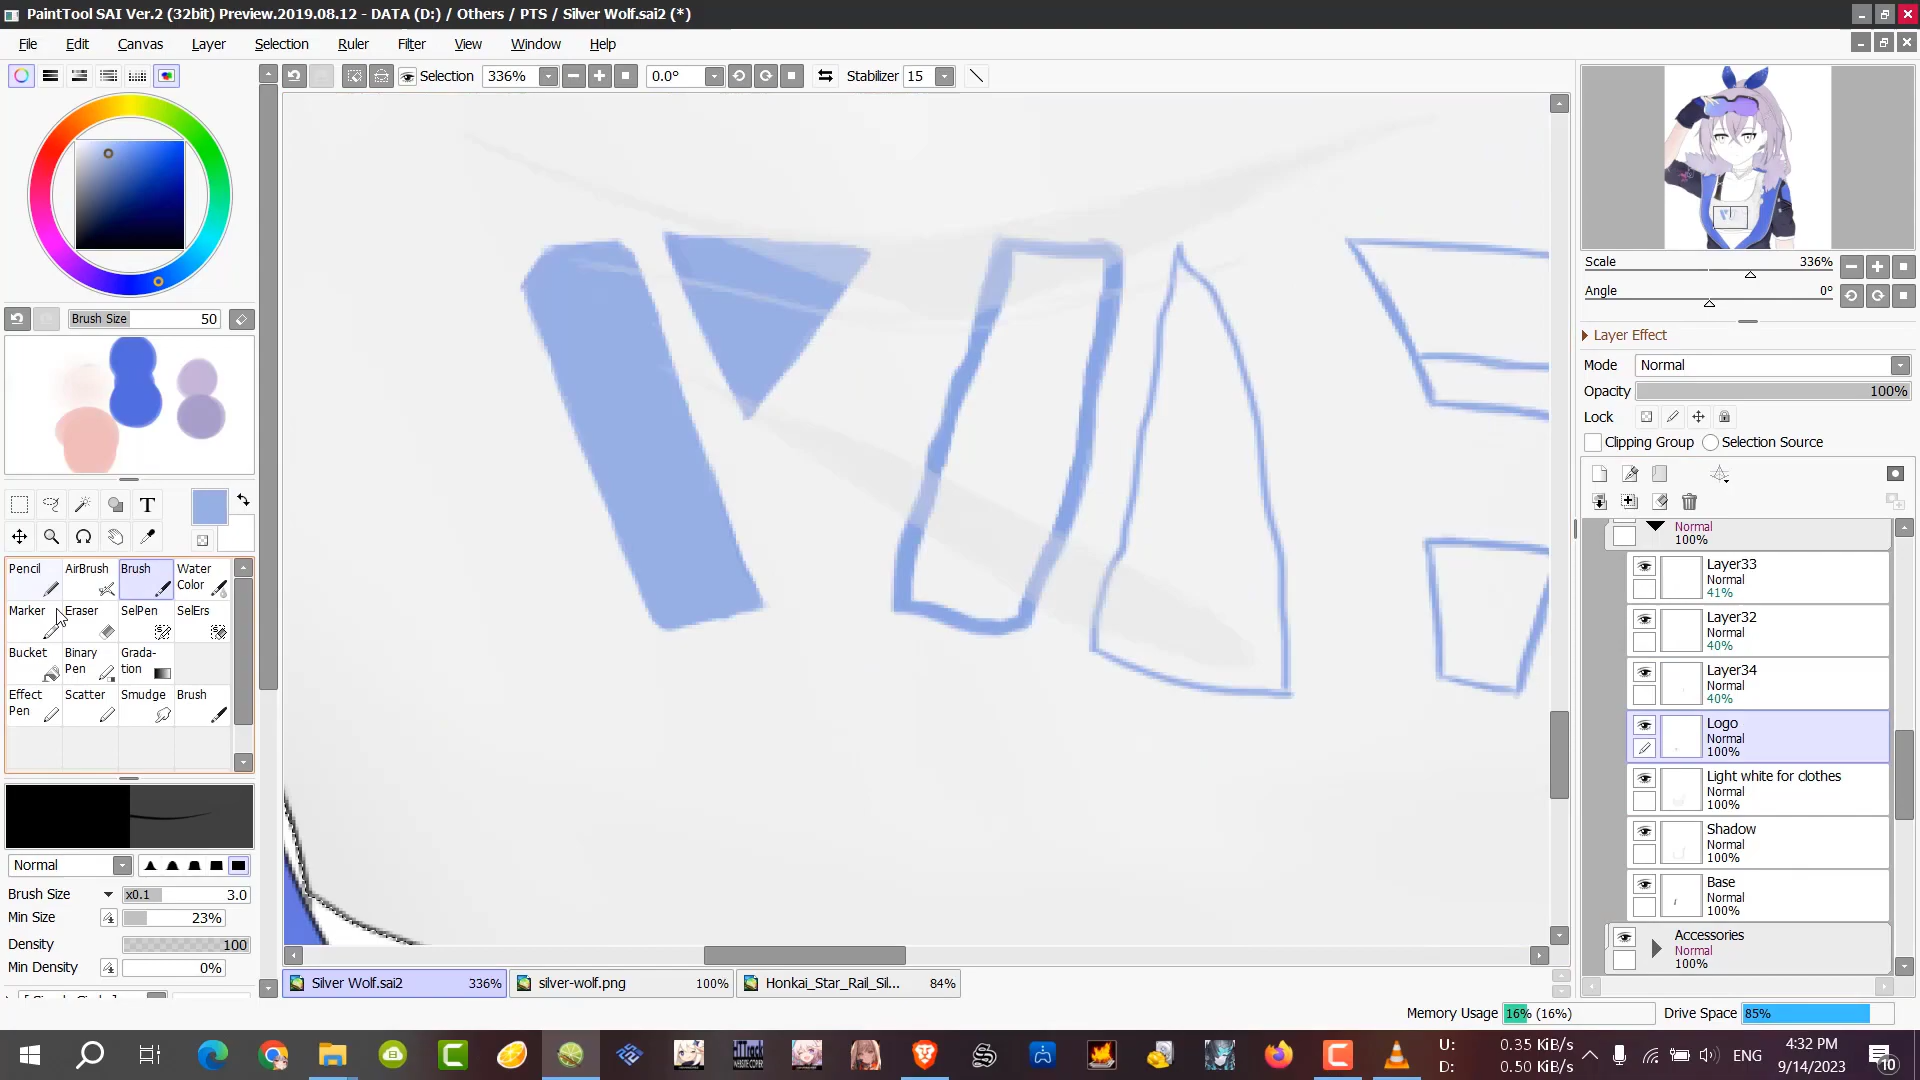 PaintTool SAI Ver.2 (32bit) Preview.2019.08.12 - DATA (D:) / Others / PTS / Silver Wolf.sai2 (*)
File Edit Canvas Layer Selection Ruler Filter View Window Help
Selection 336% 0.0° Stabilizer 15
Scale 336%
Angle 0°
Brush Size 50
Layer Effect
Mode Normal
Opacity 100%
Lock
Clipping Group Selection Source
T
Pencil AirBrush Brush Water Color
Marker Eraser SelPen SelErs
Bucket Binary Pen Grada-tion
Effect Pen Scatter Smudge Brush
Normal
Brush Size x0.1 3.0
Min Size 23%
Density 100
Min Density 0%
Normal
100%
Layer33
Normal
41%
Layer32
Normal
40%
Layer34
Normal
40%
Logo
Normal
100%
Light white for clothes
Normal
100%
Shadow
Normal
100%
Base
Normal
100%
Accessories
Normal
100%
Silver Wolf.sai2 336% silver-wolf.png 100% Honkai_Star_Rail_Sil... 84%
Memory Usage 16% (16%) Drive Space 85%
U: 0.35 KiB/s
D: 0.50 KiB/s
ENG
4:32 PM
9/14/2023
10